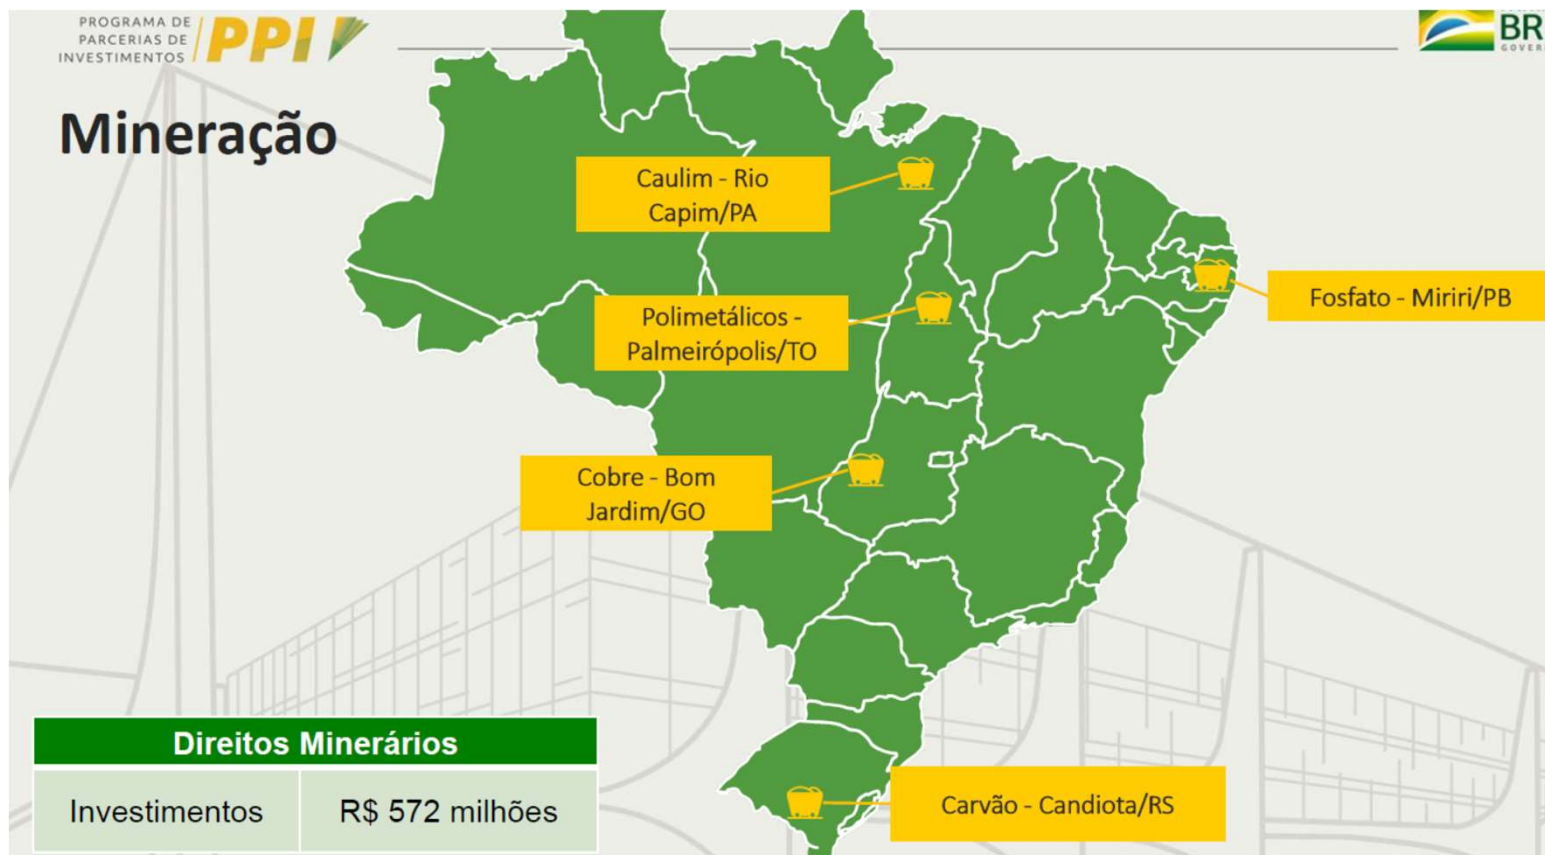 PROGRAMA DE
PARCERIAS DE
INVESTIMENTOS
PPI
Mineração
Caulim - Rio
Capim/PA
Polimetálicos -
Palmeirópolis/TO
Fosfato - Miriri/PB
Cobre - Bom
Jardim/GO
Carvão - Candiota/RS
Direitos Minerários
Investimentos R$ 572 milhões